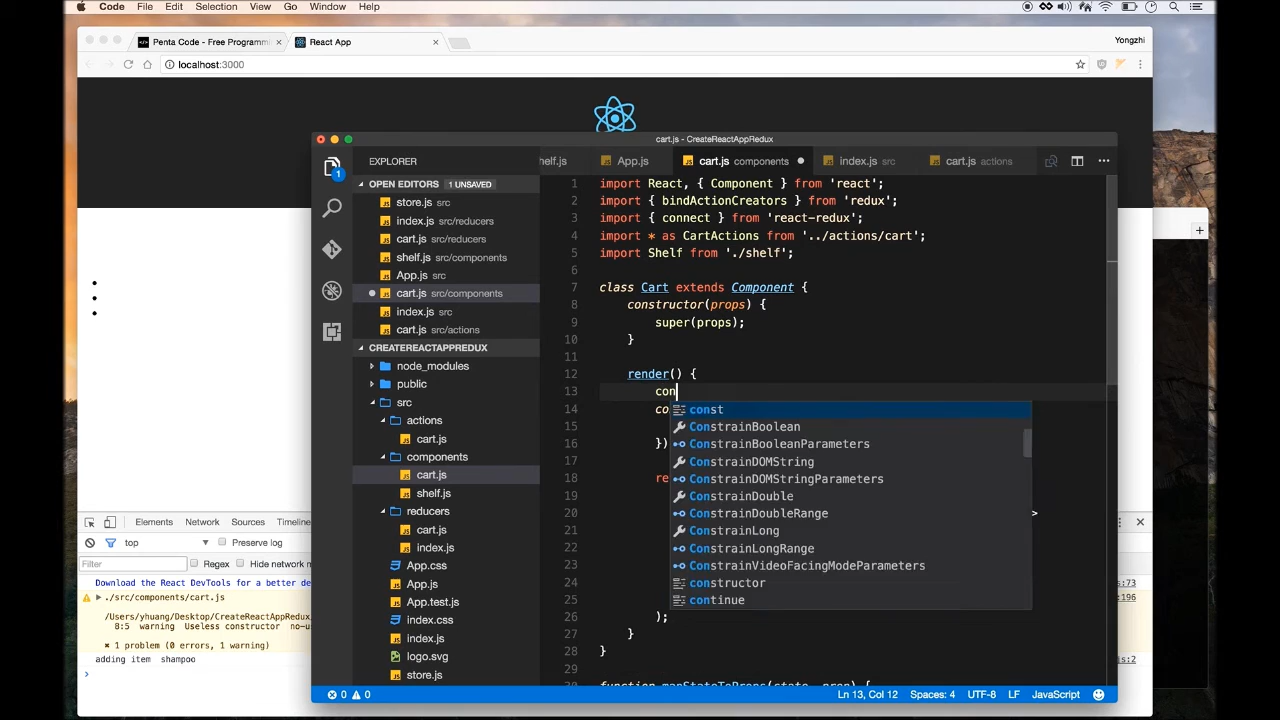 Code File Edit Selection View Go Window Help
Penta Code - Free Programmi
React App
Yongzhi
localhost:3000
cart.js - CreateReactAppRedux
EXPLORER
helf.js App.js cart.js components index.js src cart.js actions
OPEN EDITORS 1 UNSAVED
store.js src
index.js src/reducers
cart.js src/reducers
shelf.js src/components
App.js src
cart.js src/components
index.js src
cart.js src/actions
CREATEREACTAPPREDUX
node_modules
public
src
actions
cart.js
components
cart.js
shelf.js
reducers
cart.js
index.js
App.css
App.js
App.test.js
index.css
index.js
logo.svg
store.js
1 import React, { Component } from 'react';
2 import { bindActionCreators } from 'redux';
3 import { connect } from 'react-redux';
4 import * as CartActions from '../actions/cart';
5 import Shelf from './shelf';
6
7 class Cart extends Component {
8 constructor(props) {
9 super(props);
10 }
11
12 render() {
13 con
14 co
15
16 })
17
18 re
19
20 >
21
22
23
24
25
26 );
27 }
28 }
29
const
ConstrainBoolean
ConstrainBooleanParameters
ConstrainDOMString
ConstrainDOMStringParameters
ConstrainDouble
ConstrainDoubleRange
ConstrainLong
ConstrainLongRange
ConstrainVideoFacingModeParameters
constructor
continue
Elements Network Sources Timeline
top Preserve log
Filter Regex Hide network
Download the React DevTools for a better de
s:73
./src/components/cart.js
:196
/Users/yhuang/Desktop/CreateReactAppRedux/
8:5 warning Useless constructor no-us
✖ 1 problem (0 errors, 1 warning)
adding item shampoo
js:2
0 0
Ln 13, Col 12 Spaces: 4 UTF-8 LF JavaScript